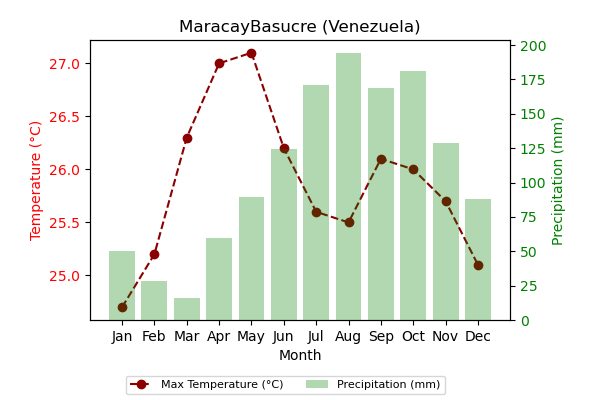 MaracayBasucre (Venezuela)
27.0
26.5
26.0
25.5
25.0
Temperature (°C)
200
175
150
125
100
75
50
25
0
Precipitation (mm)
Jan Feb Mar Apr May Jun Jul Aug Sep Oct Nov Dec
Month
Max Temperature (°C) Precipitation (mm)